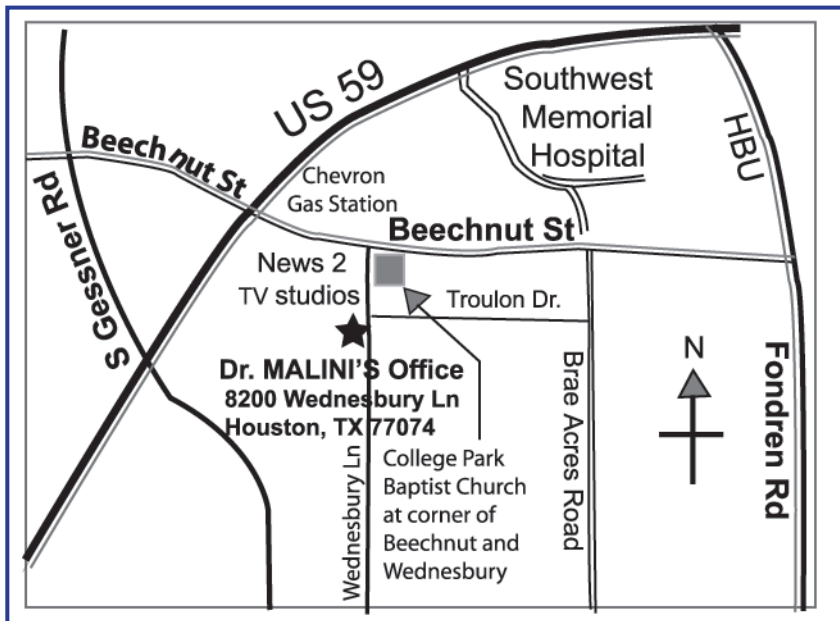 US 59
Southwest
Memorial
Hospital
HBU
Beechnut St
Chevron
Gas Station
Beechnut St
S Gessner Rd
News 2
TV studios
Troulon Dr.
Dr. MALINI'S Office
8200 Wednesbury Ln
Houston, TX 77074
N
Fondren Rd
Brae Acres Road
Wednesbury Ln
College Park
Baptist Church
at corner of
Beechnut and
Wednesbury